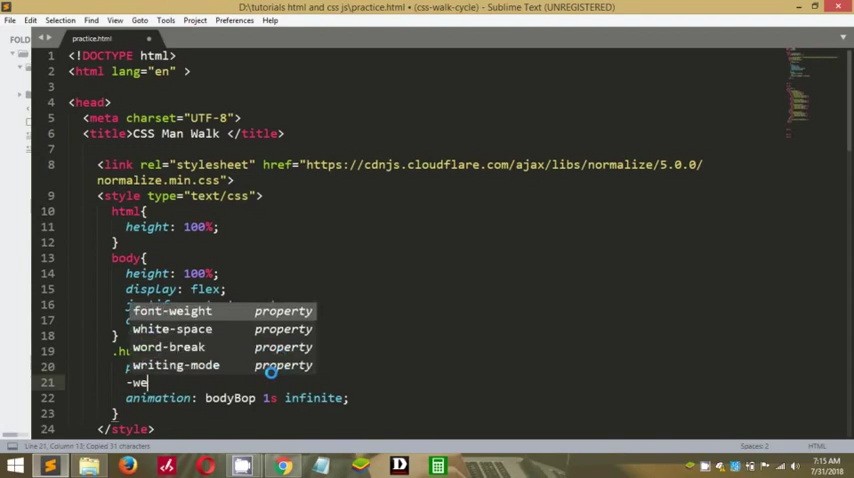 D:\tutorials html and css js\practice.html • (css-walk-cycle) - Sublime Text (UNREGISTERED)
File Edit Selection Find View Goto Tools Project Preferences Help
FOLD
practice.html
1 <!DOCTYPE html>
2 <html lang="en" >
3
4 <head>
5 <meta charset="UTF-8">
6 <title>CSS Man Walk </title>
7
8 <link rel="stylesheet" href="https://cdnjs.cloudflare.com/ajax/libs/normalize/5.0.0/
normalize.min.css">
9 <style type="text/css">
10 html{
11 height: 100%;
12 }
13 body{
14 height: 100%;
15 display: flex;
16
17
18 }
19 .hu
20
21 -we
22 animation: bodyBop 1s infinite;
23 }
24 </style>
font-weight property
white-space property
word-break property
writing-mode property
Line 21, Column 12; Copied 31 characters
Spaces: 2
HTML
7:15 AM
7/31/2018